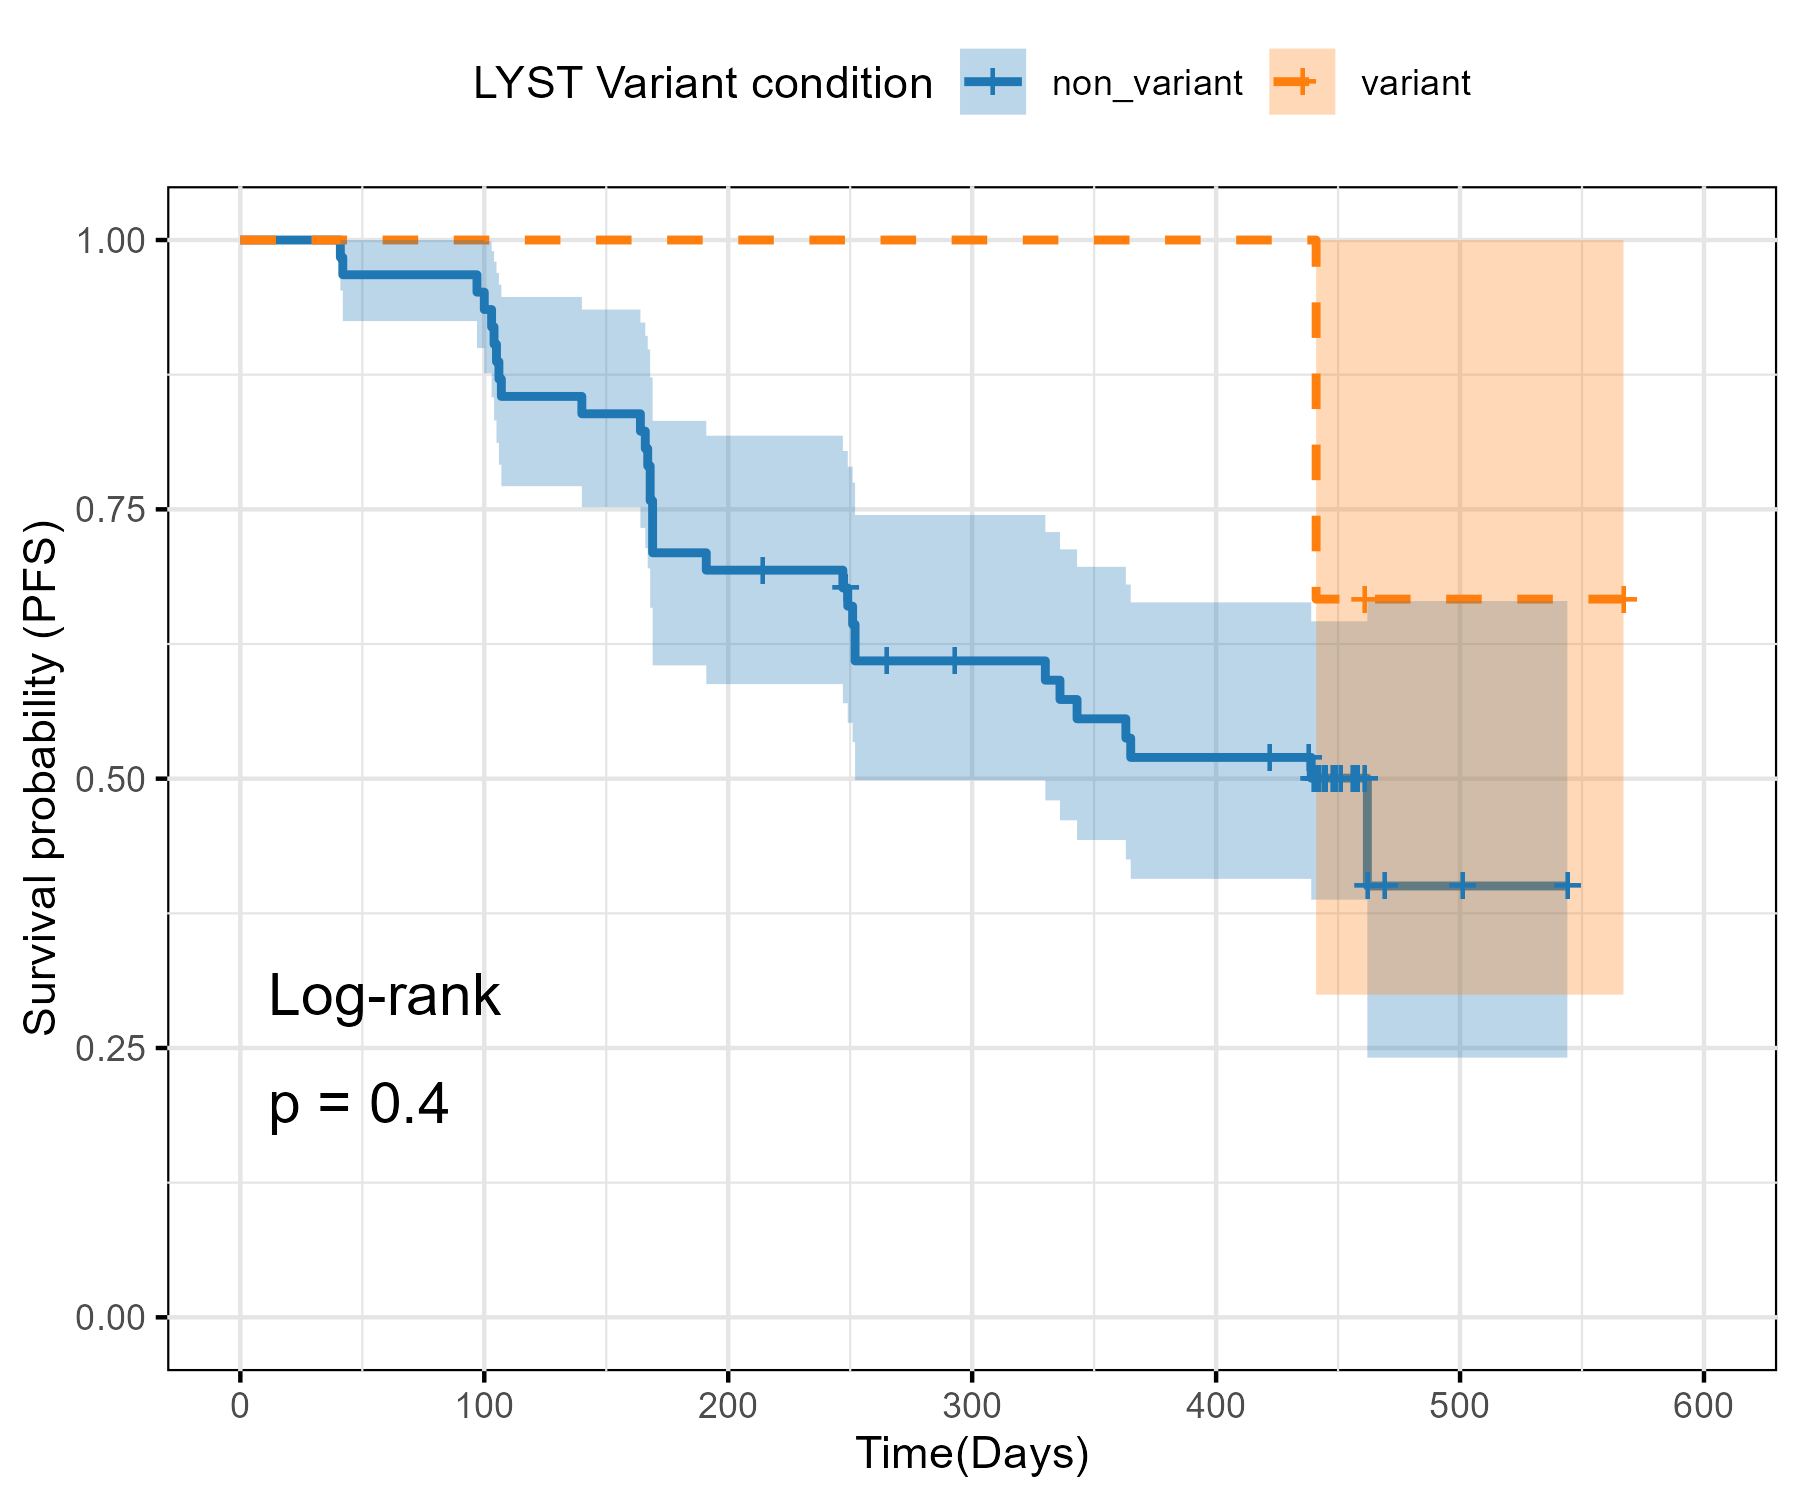 LYST Variant condition non_variant variant
1.00
0.75
0.50
0.25
0.00
Survival probability (PFS)
Log-rank
p = 0.4
0 100 200 300 400 500 600
Time(Days)